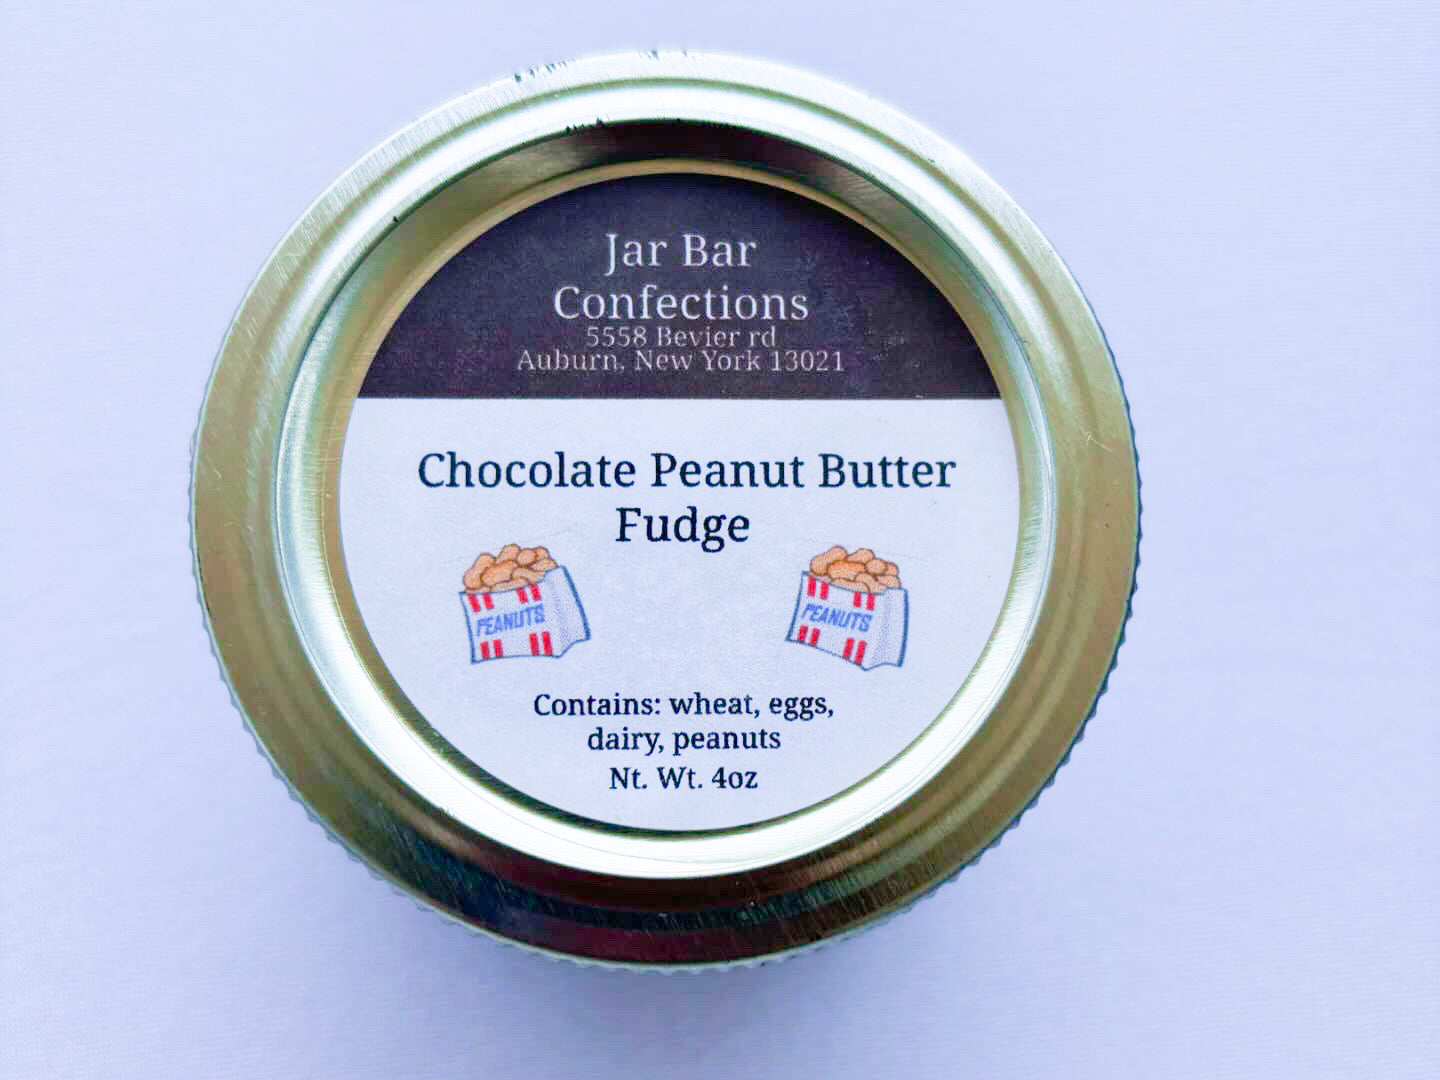 Jar Bar
Confections
5558 Bevier rd
Auburn, New York 13021
Chocolate Peanut Butter
Fudge
PEANUTS
PEANUTS
Contains: wheat, eggs,
dairy, peanuts
Nt. Wt. 4oz